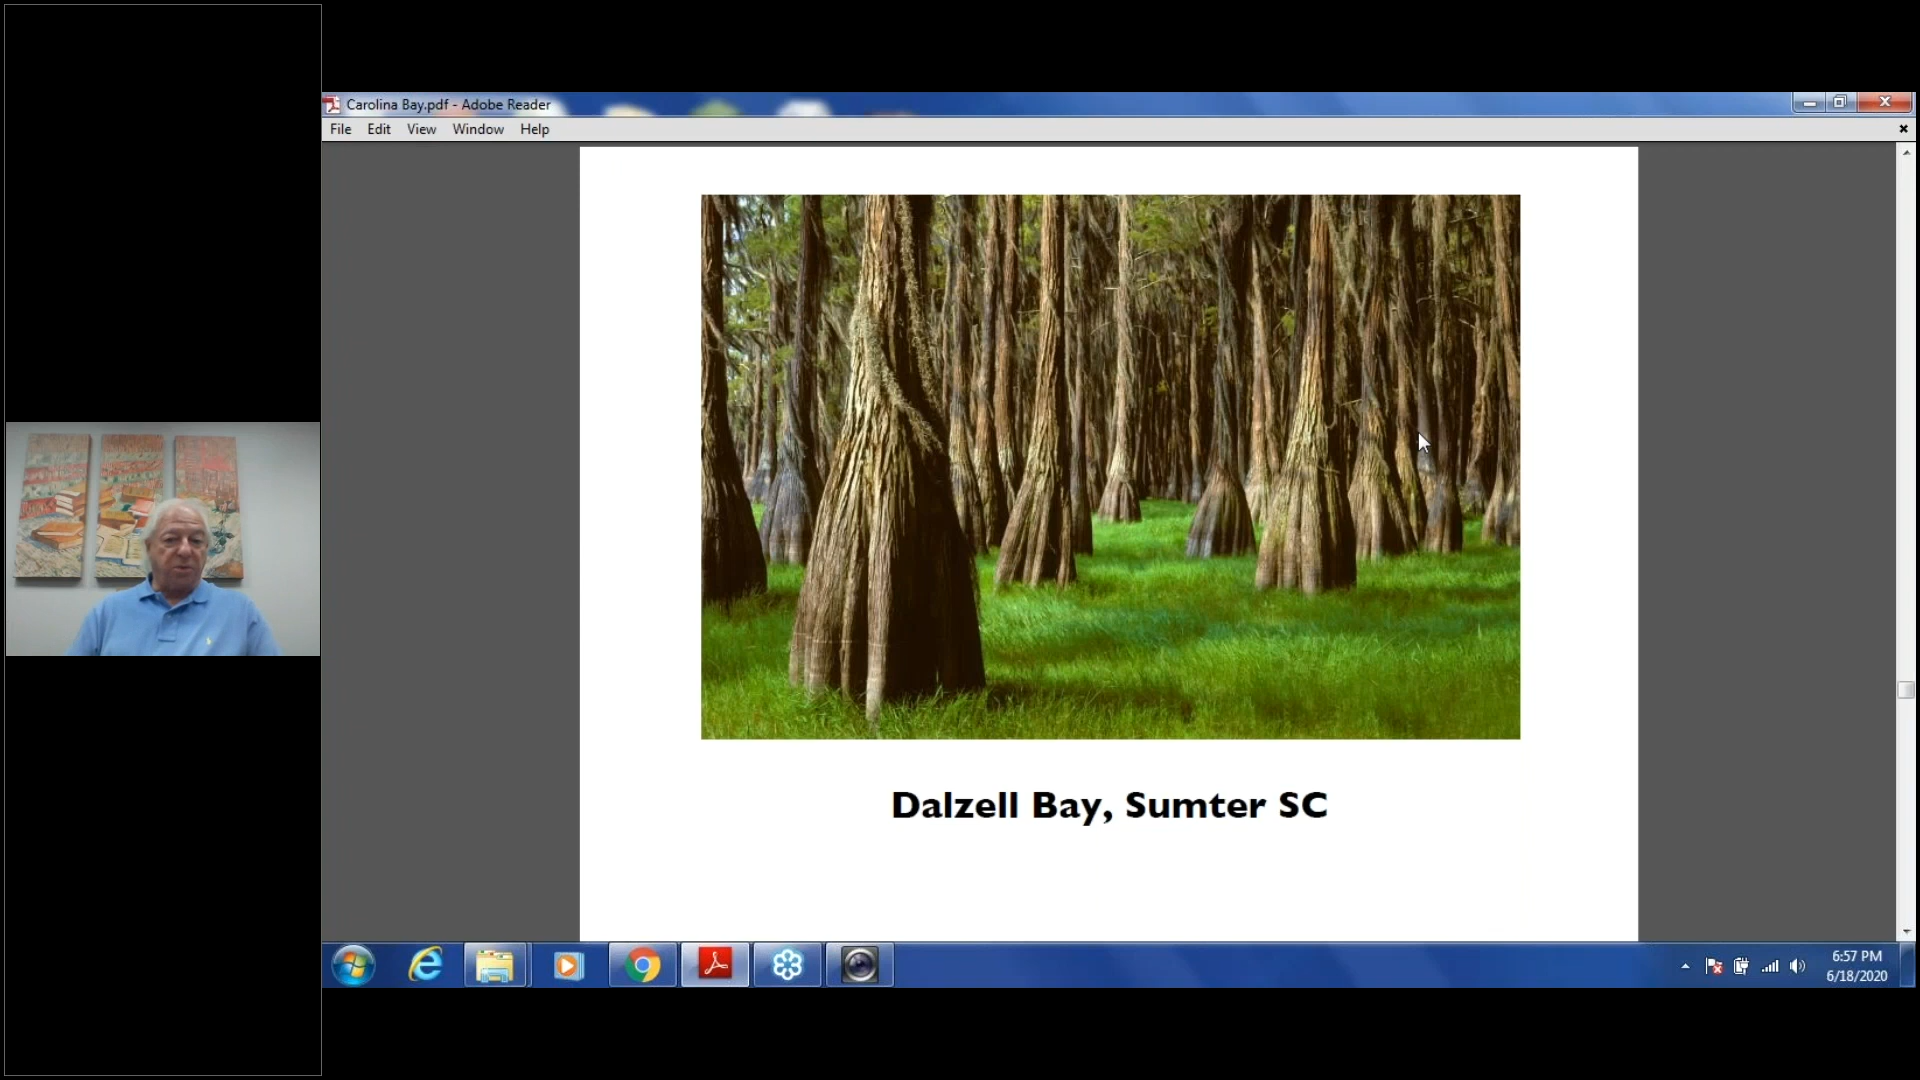 Carolina Bay.pdf - Adobe Reader
File Edit View Window Help
Dalzell Bay, Sumter SC
6:57 PM
6/18/2020